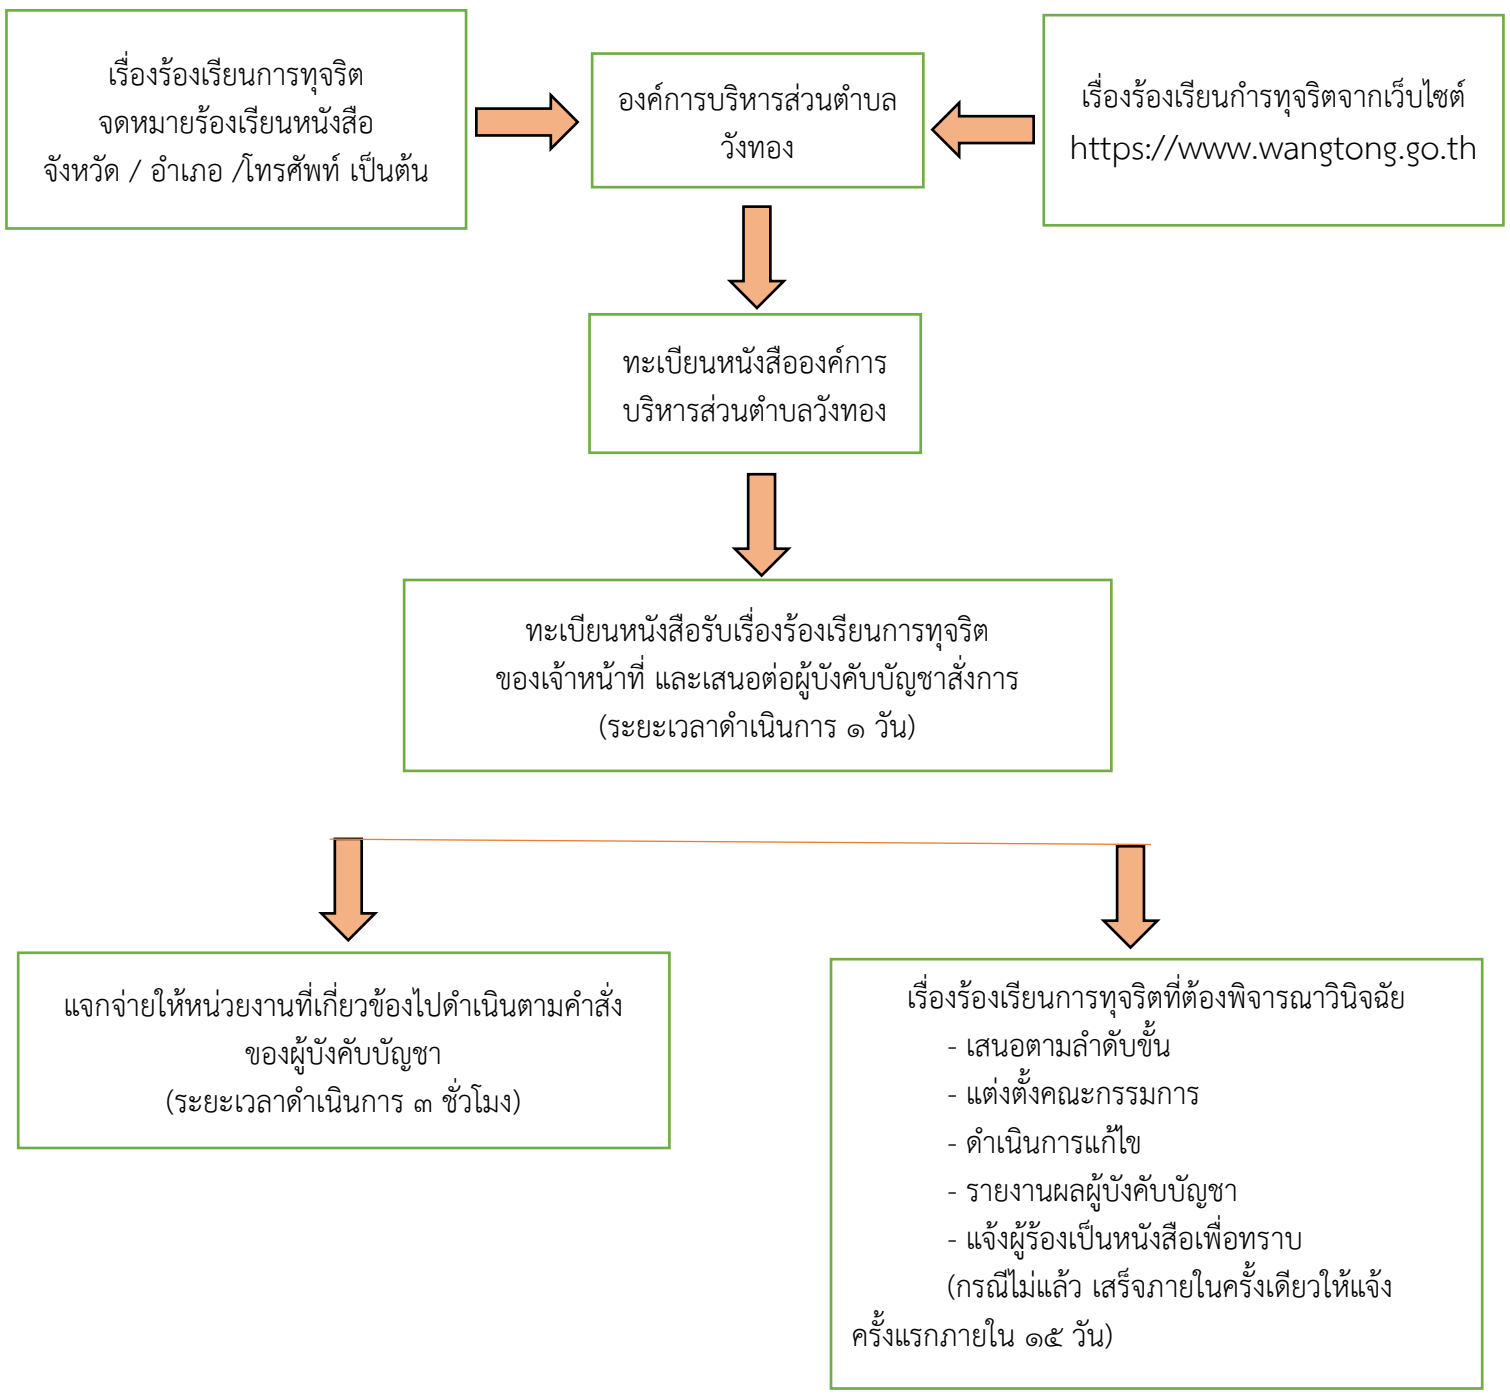 เรื่องร้องเรียนการทุจริต
จดหมายร้องเรียนหนังสือ
จังหวัด / อำเภอ /โทรศัพท์ เป็นต้น
องค์การบริหารส่วนตำบล
วังทอง
เรื่องร้องเรียนกำรทุจริตจากเว็บไซต์
https://www.wangtong.go.th
ทะเบียนหนังสือองค์การ
บริหารส่วนตำบลวังทอง
ทะเบียนหนังสือรับเรื่องร้องเรียนการทุจริต
ของเจ้าหน้าที่ และเสนอต่อผู้บังคับบัญชาสั่งการ
(ระยะเวลาดำเนินการ ๑ วัน)
แจกจ่ายให้หน่วยงานที่เกี่ยวข้องไปดำเนินตามคำสั่ง
ของผู้บังคับบัญชา
(ระยะเวลาดำเนินการ ๓ ชั่วโมง)
เรื่องร้องเรียนการทุจริตที่ต้องพิจารณาวินิจฉัย
- เสนอตามลำดับขั้น
- แต่งตั้งคณะกรรมการ
- ดำเนินการแก้ไข
- รายงานผลผู้บังคับบัญชา
- แจ้งผู้ร้องเป็นหนังสือเพื่อทราบ
(กรณีไม่แล้ว เสร็จภายในครั้งเดียวให้แจ้ง
ครั้งแรกภายใน ๑๕ วัน)